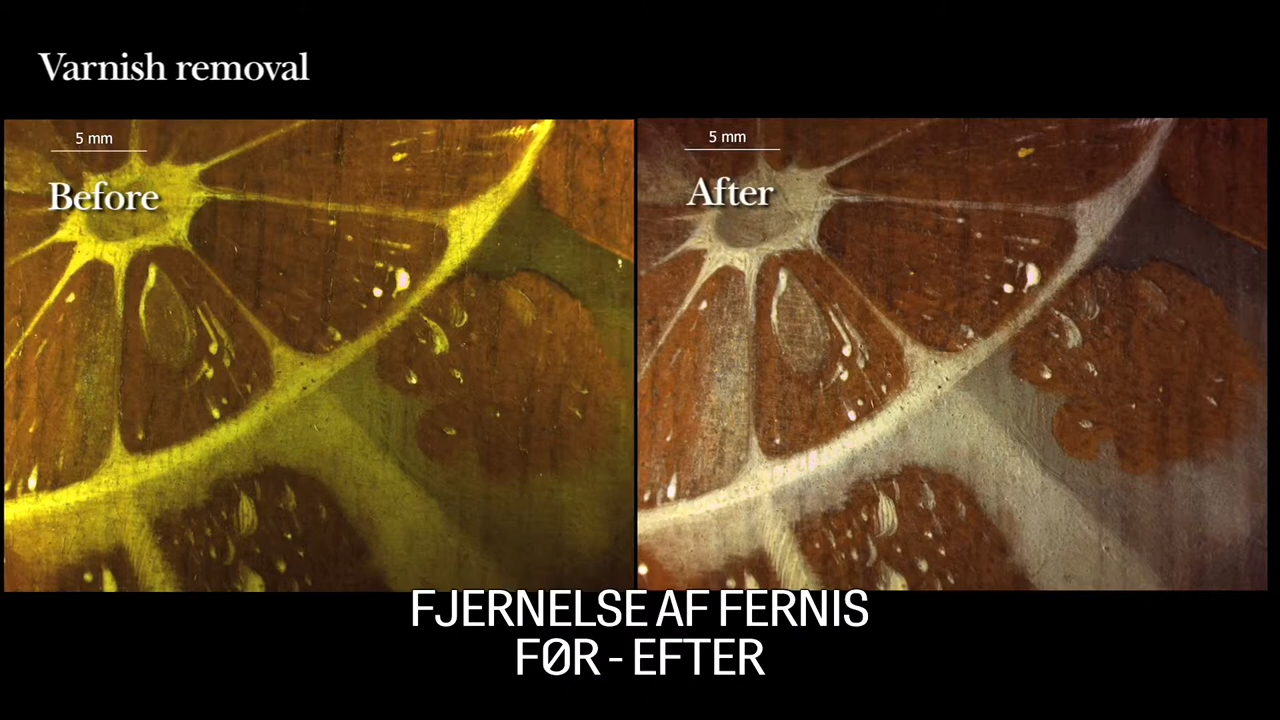 Varnish removal
5 mm
Before
5 mm
After
FJERNELSE AF FERNIS
FØR - EFTER